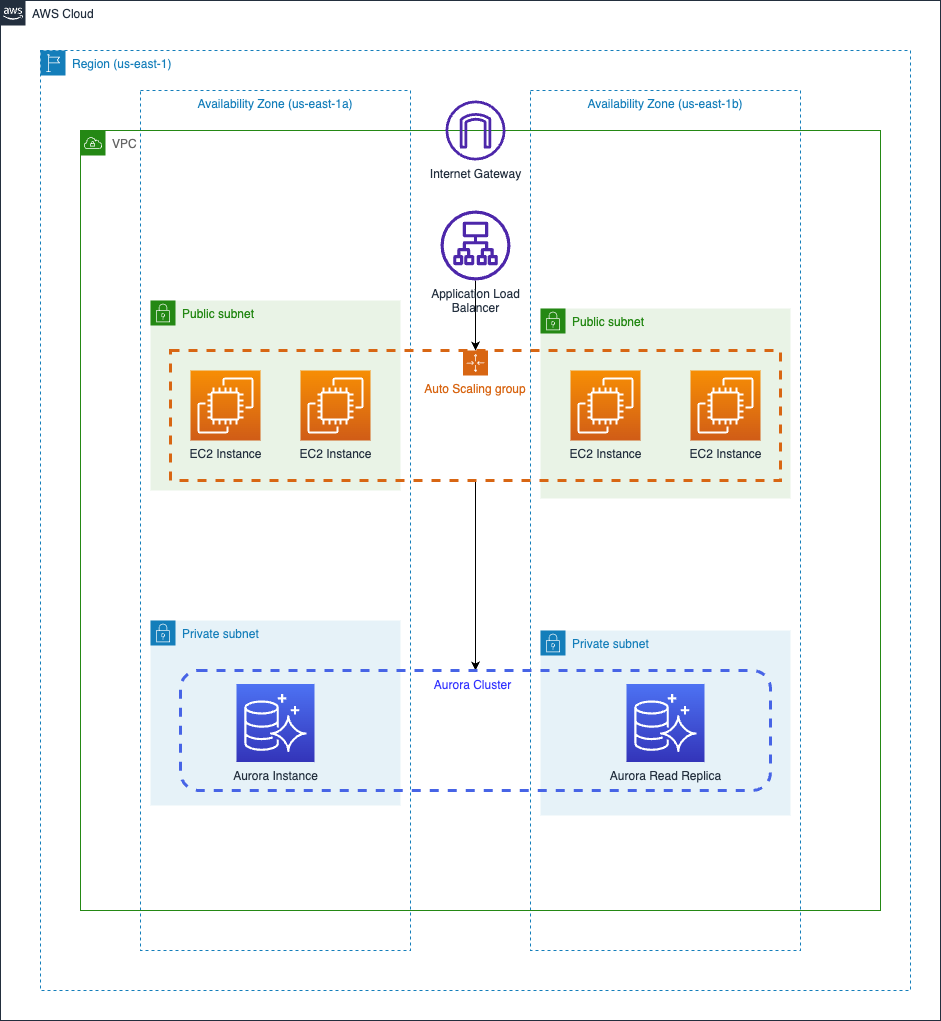 aws
AWS Cloud
Region (us-east-1)
Availability Zone (us-east-1a)
Availability Zone (us-east-1b)
VPC
Internet Gateway
Application Load
Balancer
Public subnet
Public subnet
Auto Scaling group
EC2 Instance
EC2 Instance
EC2 Instance
EC2 Instance
Private subnet
Private subnet
Aurora Cluster
Aurora Instance
Aurora Read Replica